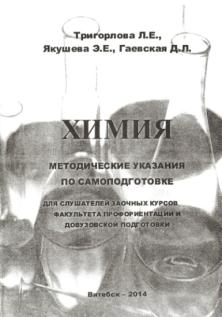 Тригорлова Л.Е.,
Якушева Э.Е., Гаевская Д.Л.
ХИМИЯ
МЕТОДИЧЕСКИЕ УКАЗАНИЯ
ПО САМОПОДГОТОВКЕ
ДЛЯ СЛУШАТЕЛЕЙ ЗАОЧНЫХ КУРСОВ
ФАКУЛЬТЕТА ПРОФОРИЕНТАЦИИ И
ДОВУЗОВСКОЙ ПОДГОТОВКИ
Витебск – 2014